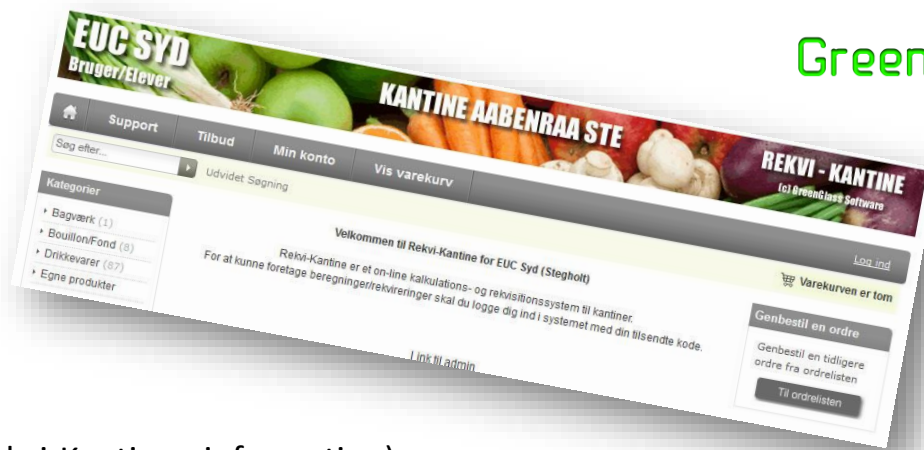 Green
EUC SYD
Bruger/Elever
KANTINE AABENRAA STE
REKVI - KANTINE
(c) GreenGlass Software
Support Tilbud Min konto Vis varekurv
Log ind
Søg efter...
Udvidet Søgning
Varekurven er tom
Kategorier
Bagværk (1)
Bouillon/Fond (8)
Drikkevarer (87)
Egne produkter
Velkommen til Rekvi-Kantine for EUC Syd (Stegholt)
Rekvi-Kantine er et on-line kalkulations- og rekvisitionssystem til kantiner.
For at kunne foretage beregninger/rekvireringer skal du logge dig ind i systemet med din tilsendte kode.
Link til admin
Genbestil en ordre
Genbestil en tidligere
ordre fra ordrelisten
Til ordrelisten